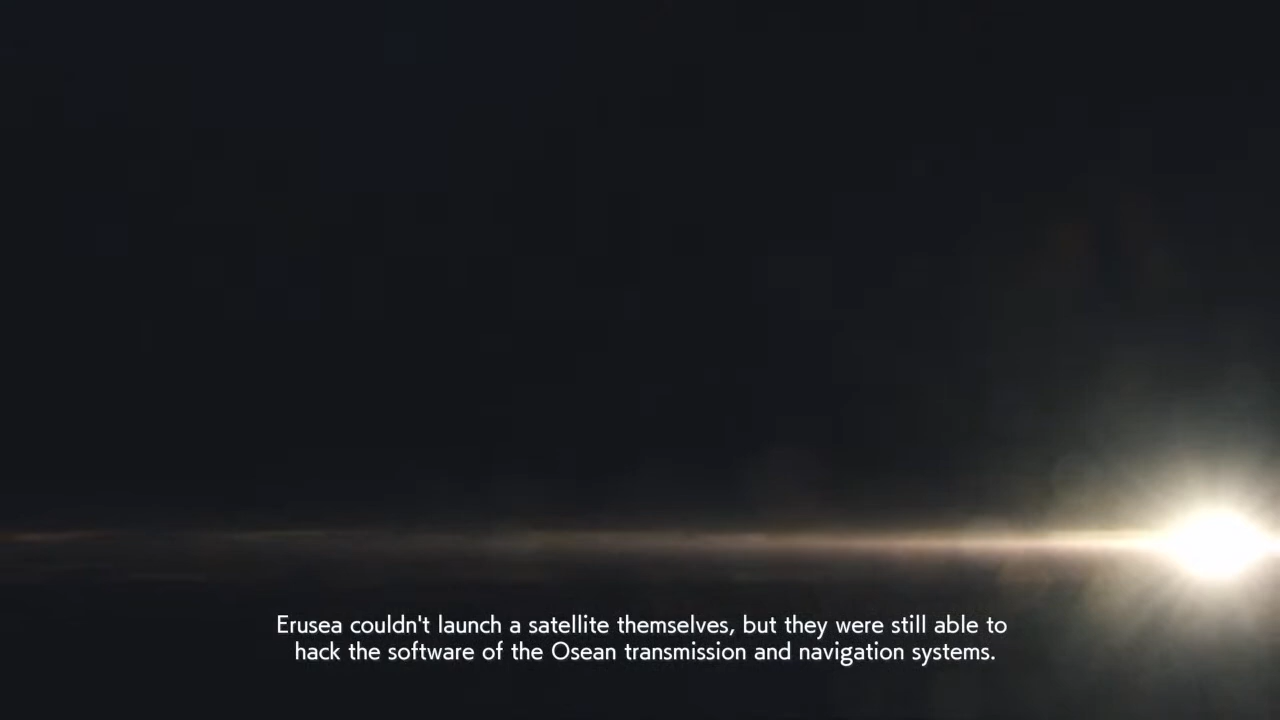 Erusea couldn't launch a satellite themselves, but they were still able to
hack the software of the Osean transmission and navigation systems.